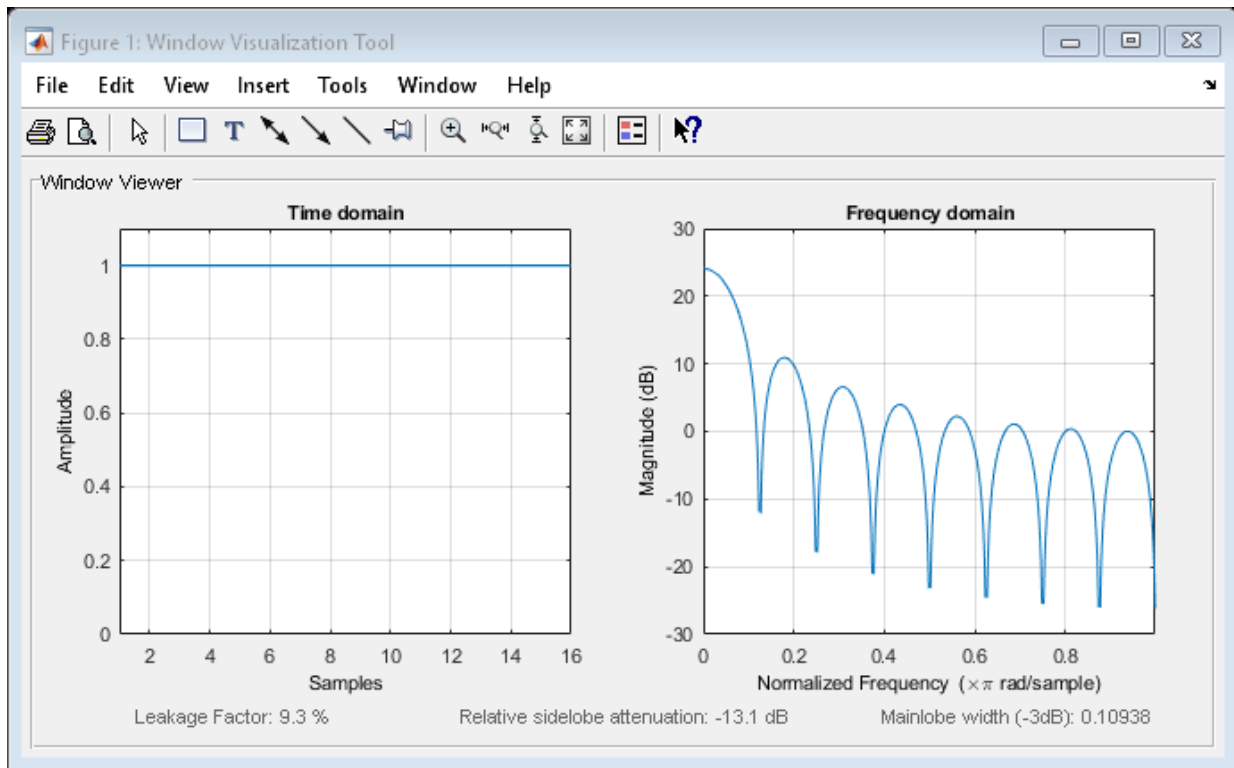 Figure 1: Window Visualization Tool
File Edit View Insert Tools Window Help
T ?
Window Viewer
Time domain
1
0.8
0.6
0.4
0.2
0
2 4 6 8 10 12 14 16
Amplitude
Samples
Frequency domain
30
20
10
0
-10
-20
-30
0 0.2 0.4 0.6 0.8
Magnitude (dB)
Normalized Frequency (×π rad/sample)
Leakage Factor: 9.3 % Relative sidelobe attenuation: -13.1 dB Mainlobe width (-3dB): 0.10938